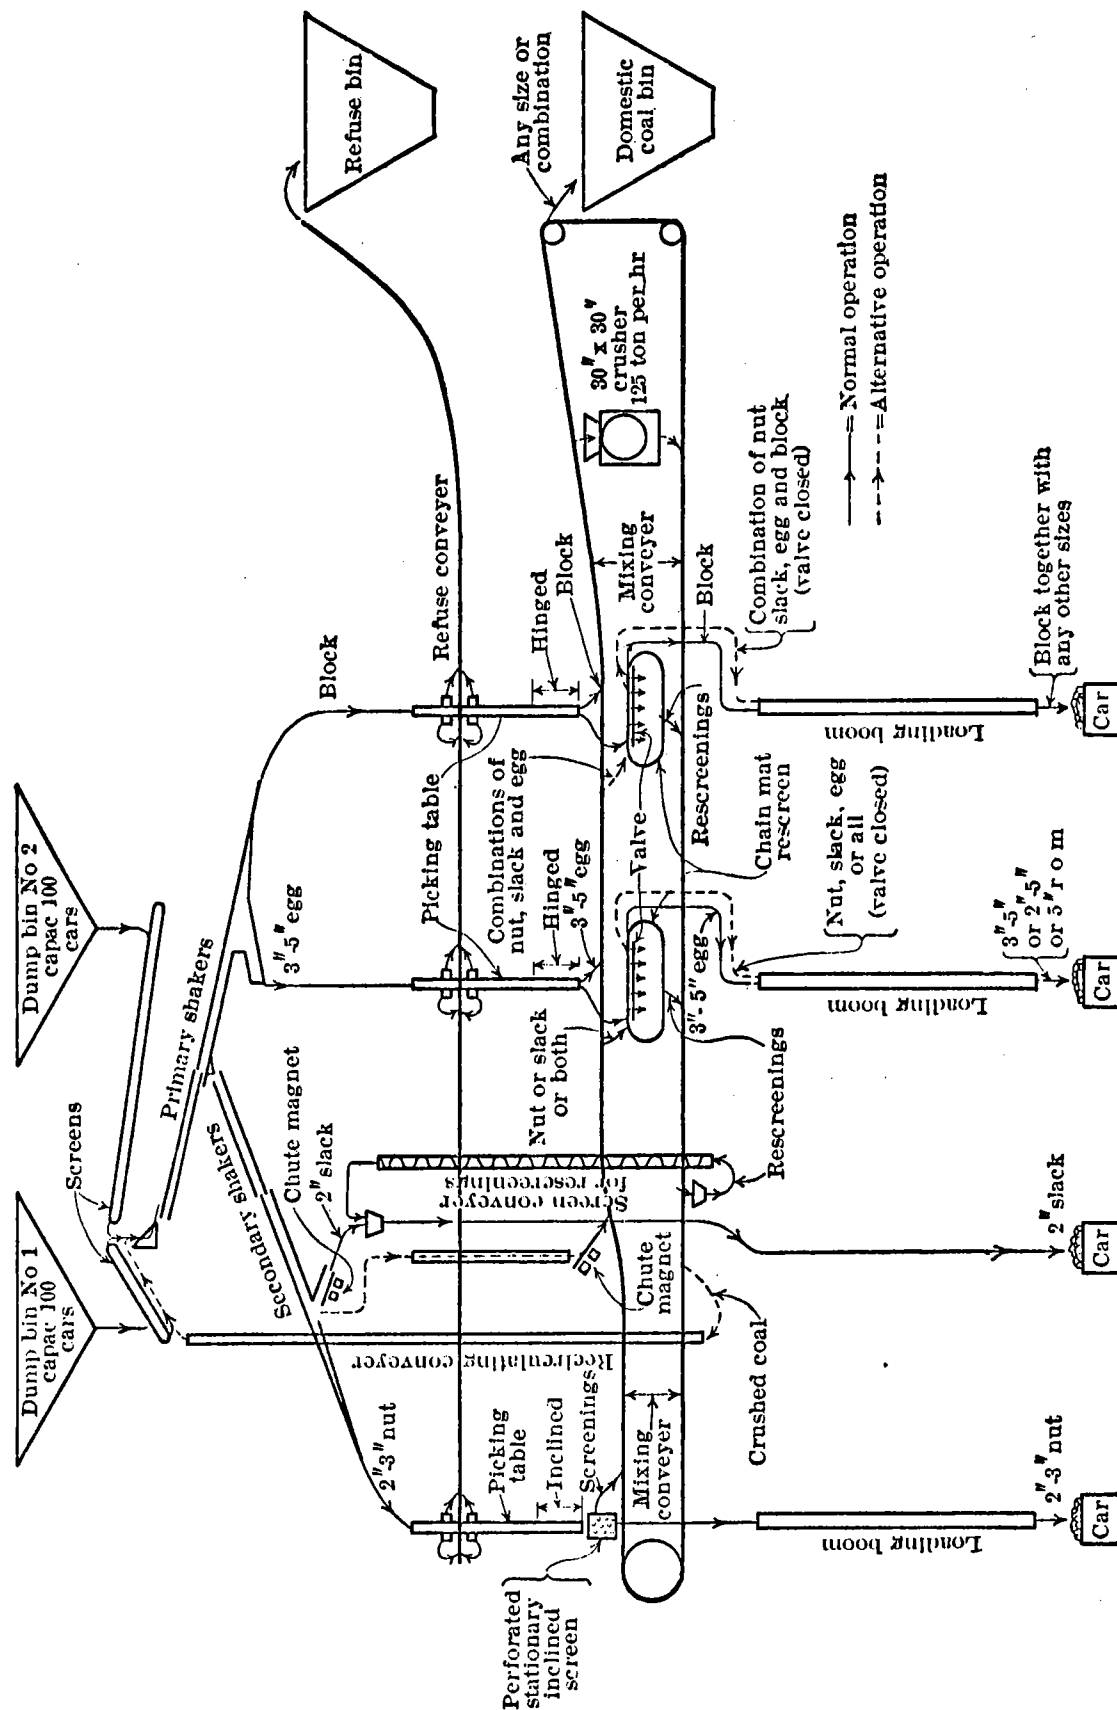 Dump bin No 1
capac 100
cars
Screens
Dump bin No 2
capac 100
cars
Primary shakers
Secondary shakers
Chute magnet
2" slack
2"-3" nut
3"-5" egg
Block
Refuse bin
Refuse conveyer
Picking
table
Inclined
Screenings
Recirculating conveyer
Screen conveyer
for rescreenings
Picking table
Combinations of
nut, slack and egg
Hinged
3"-5" egg
Hinged
Block
Any size or
combination
Domestic
coal bin
Perforated
stationary
inclined
screen
Mixing
conveyer
Chute
magnet
Nut or slack
or both
Valve
Mixing
conveyer
30" x 30"
crusher
125 ton per hr
Crushed coal
Rescreenings
3"-5" egg
Rescreenings
Chain mat
rescreen
Block
Nut, slack, egg
or all
(valve closed)
Combination of nut
slack, egg and block
(valve closed)
Normal operation
Alternative operation
Loading boom
Loading boom
Loading boom
2"-3" nut
2" slack
3"-5"
or 2"-5"
or 5" r o m
Block together with
any other sizes
Car
Car
Car
Car